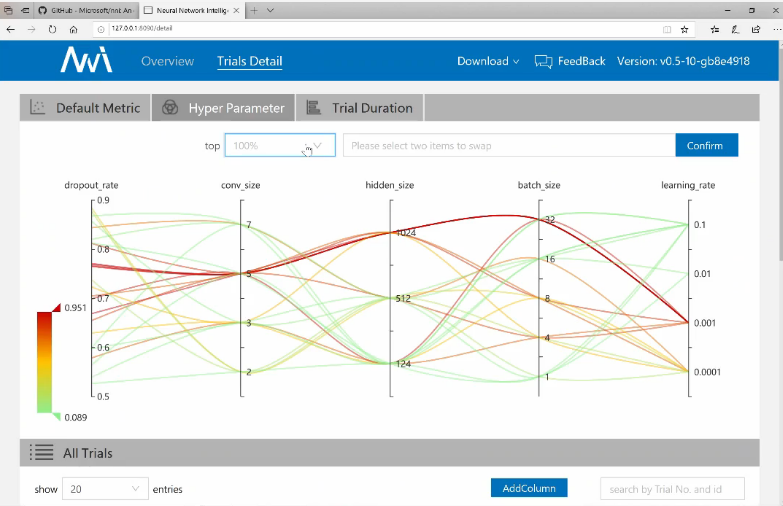 GitHub - Microsoft/nni: An
Neural Network Intellig
127.0.0.1:8090/detail
NNi
Overview
Trials Detail
Download
FeedBack
Version: v0.5-10-gb8e4918
Default Metric
Hyper Parameter
Trial Duration
top
100%
Please select two items to swap
Confirm
dropout_rate
conv_size
hidden_size
batch_size
learning_rate
0.9
0.8
0.7
0.6
0.5
7
5
3
2
1024
512
124
32
16
8
4
1
0.1
0.01
0.001
0.0001
0.951
0.089
All Trials
show
20
entries
AddColumn
search by Trial No. and id